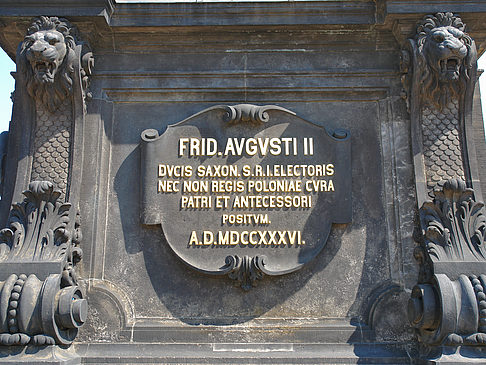 FRID. AVGVSTI II
DVCIS SAXON. S.R.I. ELECTORIS
NEC NON REGIS POLONIAE CVRA
PATRI ET ANTECESSORI
POSITVM.
A.D. MDCCXXXVI.